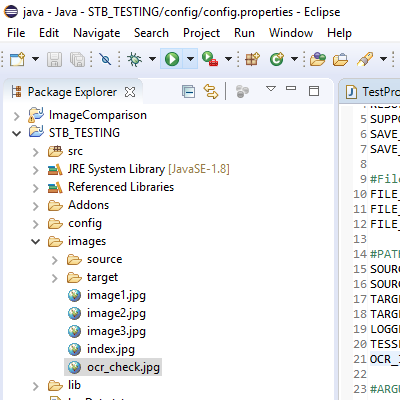 java - Java - STB_TESTING/config/config.properties - Eclipse
File Edit Navigate Search Project Run Window Help
Package Explorer
TestPro
ImageComparison
STB_TESTING
src
JRE System Library [JavaSE-1.8]
Referenced Libraries
Addons
config
images
source
target
image1.jpg
image2.jpg
image3.jpg
index.jpg
ocr_check.jpg
lib
5 SUPPO
6 SAVE_
7 SAVE_
8
9 #File
10 FILE_
11 FILE_
12 FILE_
13
14 #PATH
15 SOURC
16 SOURC
17 TARGE
18 TARGE
19 LOGGE
20 TESSE
21 OCR_I
22
23 #ARGU